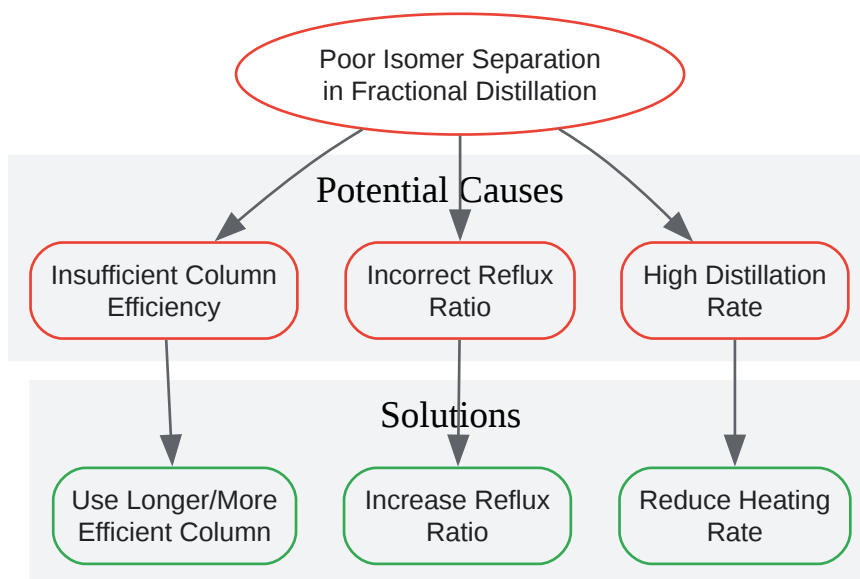 Poor Isomer Separation
in Fractional Distillation
Potential Causes
Insufficient Column
Efficiency
Incorrect Reflux
Ratio
High Distillation
Rate
Solutions
Use Longer/More
Efficient Column
Increase Reflux
Ratio
Reduce Heating
Rate